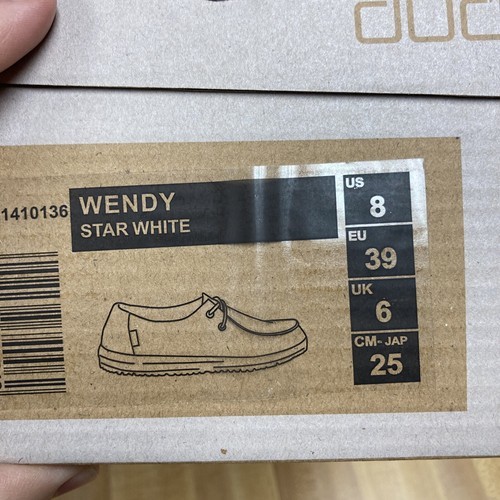 1410136
WENDY
STAR WHITE
US
8
EU
39
UK
6
CM- JAP
25